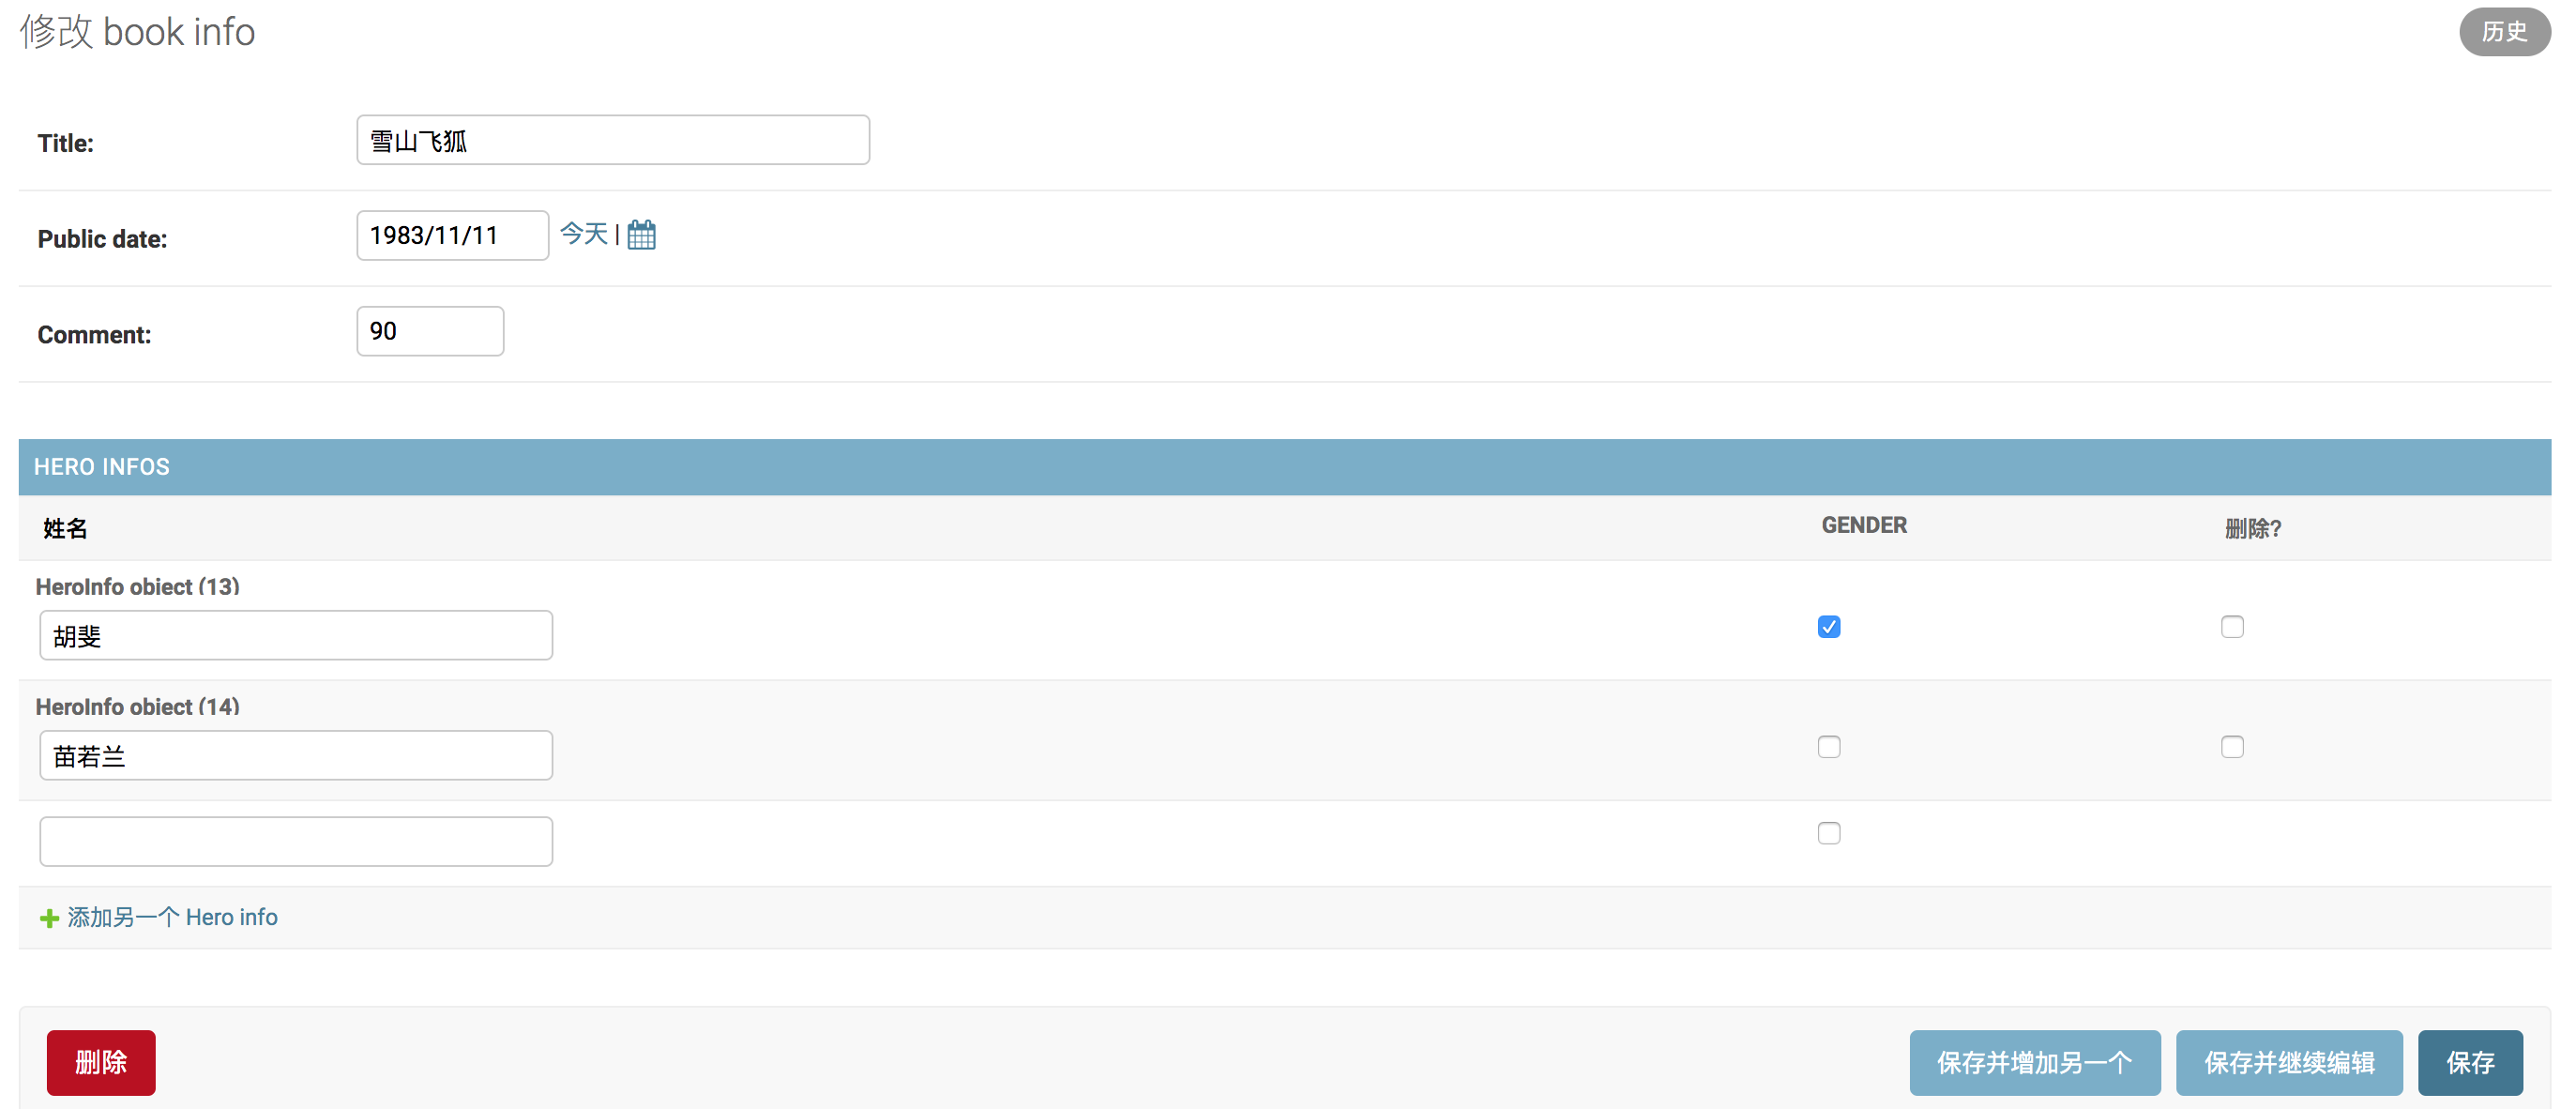 修改 book info 历史
Title: 雪山飞狐
Public date: 1983/11/11 今天 |
Comment: 90
HERO INFOS
姓名 GENDER 删除?
HeroInfo object (13)
胡斐
HeroInfo object (14)
苗若兰
添加另一个 Hero info
删除 保存并增加另一个 保存并继续编辑 保存